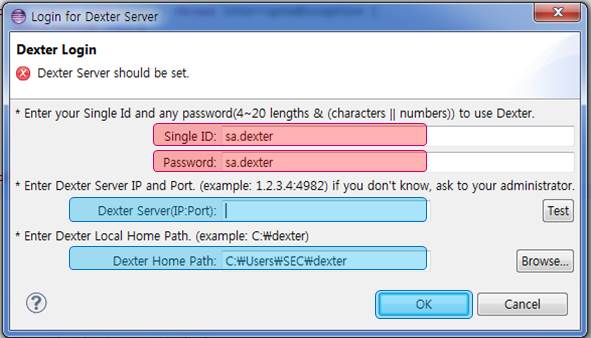 Login for Dexter Server
Dexter Login
Dexter Server should be set.
* Enter your Single Id and any password(4~20 lengths & (characters || numbers)) to use Dexter.
Single ID: sa.dexter
Password: sa.dexter
* Enter Dexter Server IP and Port. (example: 1.2.3.4:4982) if you don't know, ask to your administrator.
Dexter Server(IP:Port): Test
* Enter Dexter Local Home Path. (example: C:₩dexter)
Dexter Home Path: C:₩Users₩SEC₩dexter Browse...
? OK Cancel